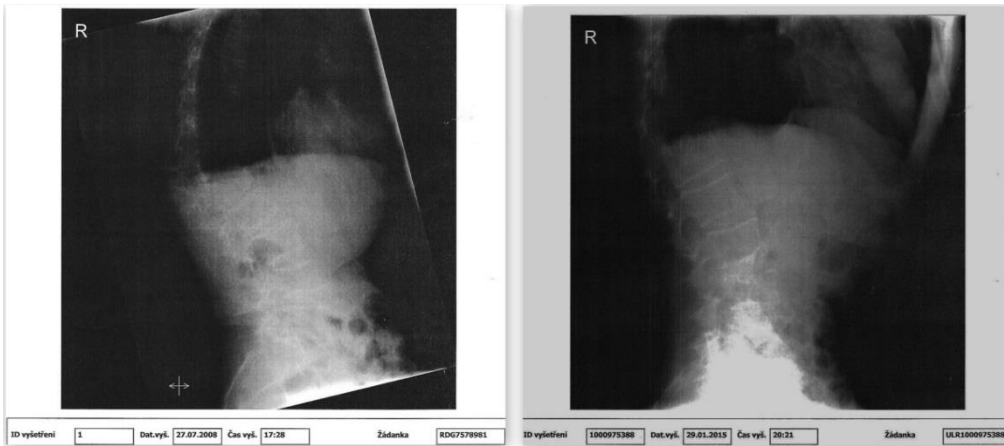 R
R
ID vyšetření 1 Dat.vyš. 27.07.2008 Čas vyš. 17:28 Žádanka RDG7578981
ID vyšetření 1000975388 Dat.vyš. 29.01.2015 Čas vyš. 20:21 Žádanka